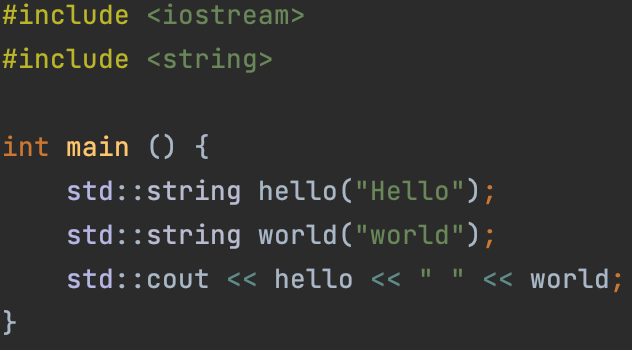 #include <iostream>
#include <string>

int main () {
    std::string hello("Hello");
    std::string world("world");
    std::cout << hello << " " << world;
}